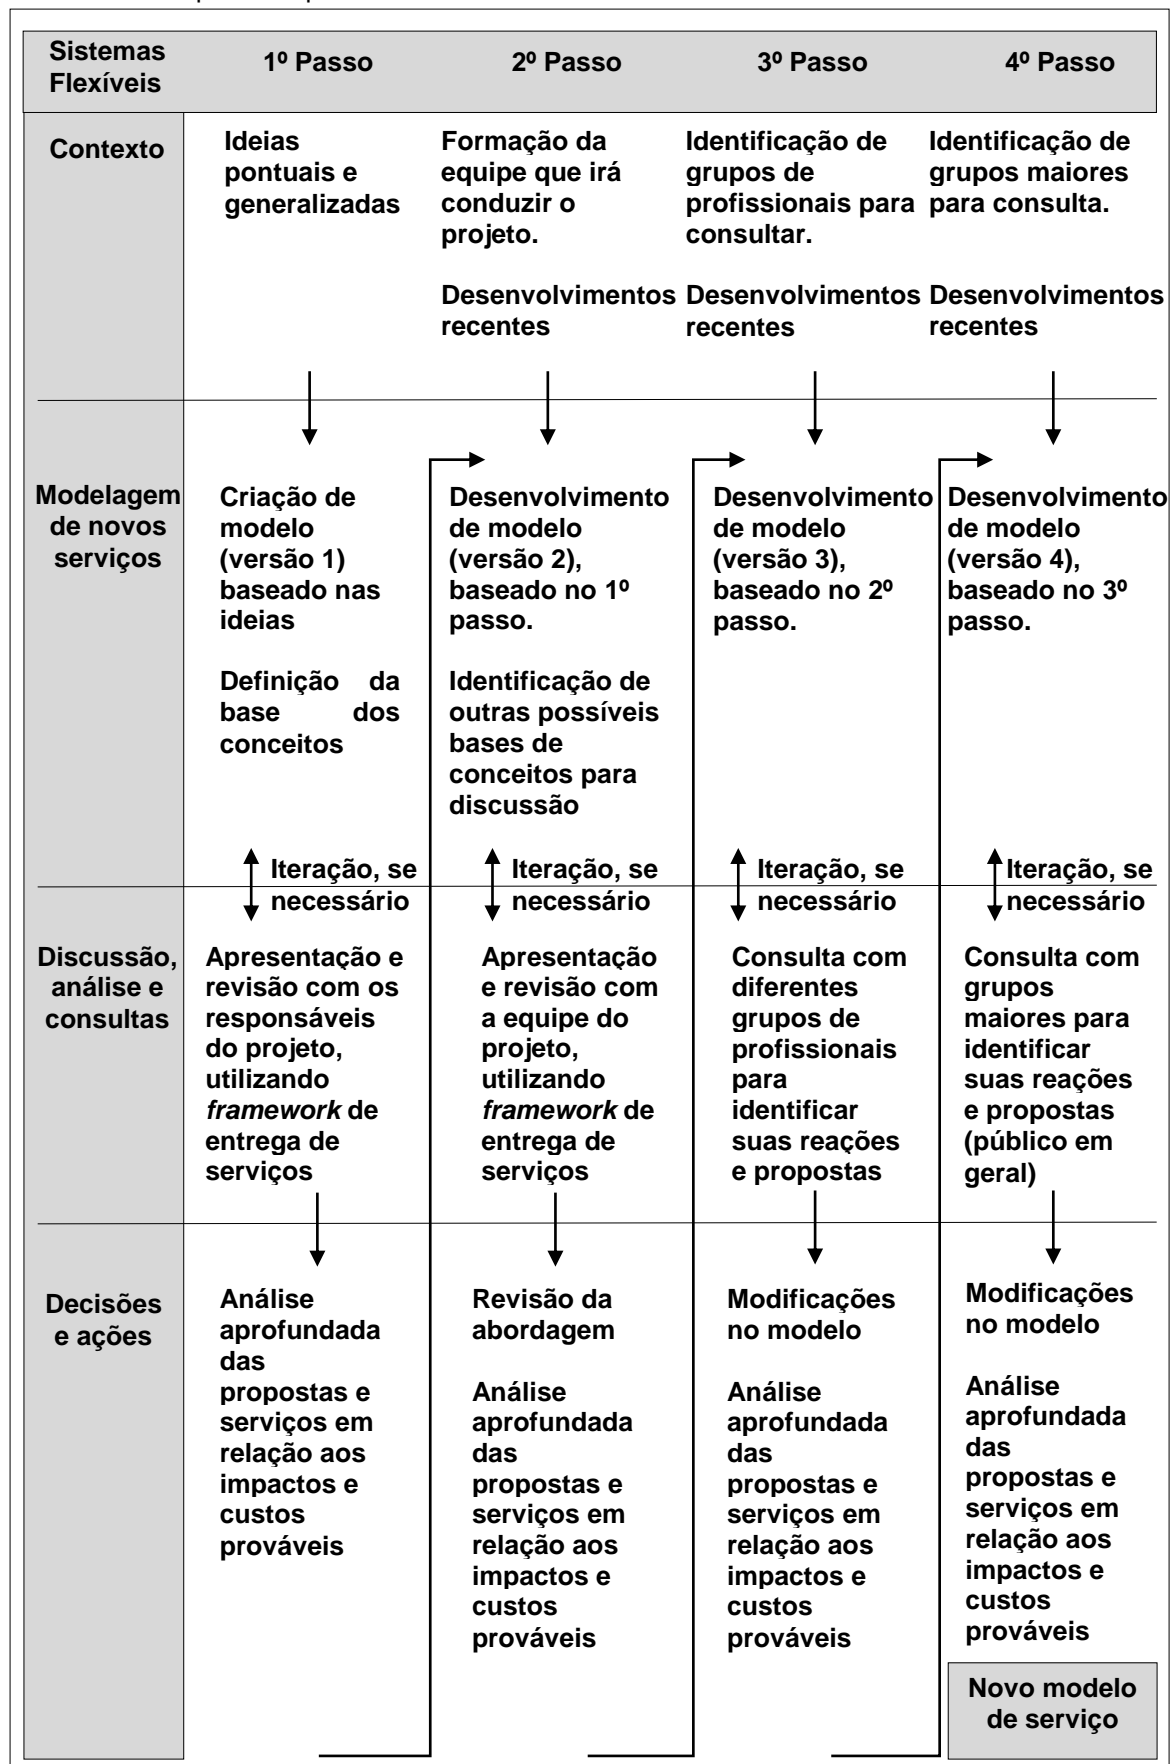 Sistemas
Flexíveis
1º Passo
2º Passo
3º Passo
4º Passo
Contexto
Ideias
pontuais e
generalizadas
Formação da
equipe que irá
conduzir o
projeto.
Desenvolvimentos
recentes
Identificação de
grupos de
profissionais para
consultar.
Desenvolvimentos
recentes
Identificação de
grupos maiores
para consulta.
Desenvolvimentos
recentes
Modelagem
de novos
serviços
Criação de
modelo
(versão 1)
baseado nas
ideias
Definição da
base dos
conceitos
Desenvolvimento
de modelo
(versão 2),
baseado no 1º
passo.
Identificação de
outras possíveis
bases de
conceitos para
discussão
Desenvolvimento
de modelo
(versão 3),
baseado no 2º
passo.
Desenvolvimento
de modelo
(versão 4),
baseado no 3º
passo.
Iteração, se
necessário
Iteração, se
necessário
Iteração, se
necessário
Iteração, se
necessário
Discussão,
análise e
consultas
Apresentação e
revisão com os
responsáveis
do projeto,
utilizando
framework de
entrega de
serviços
Apresentação
e revisão com
a equipe do
projeto,
utilizando
framework de
entrega de
serviços
Consulta com
diferentes
grupos de
profissionais
para
identificar
suas reações
e propostas
Consulta com
grupos
maiores para
identificar
suas reações
e propostas
(público em
geral)
Decisões
e ações
Análise
aprofundada
das
propostas e
serviços em
relação aos
impactos e
custos
prováveis
Revisão da
abordagem
Análise
aprofundada
das
propostas e
serviços em
relação aos
impactos e
custos
prováveis
Modificações
no modelo
Análise
aprofundada
das
propostas e
serviços em
relação aos
impactos e
custos
prováveis
Modificações
no modelo
Análise
aprofundada
das
propostas e
serviços em
relação aos
impactos e
custos
prováveis
Novo modelo
de serviço